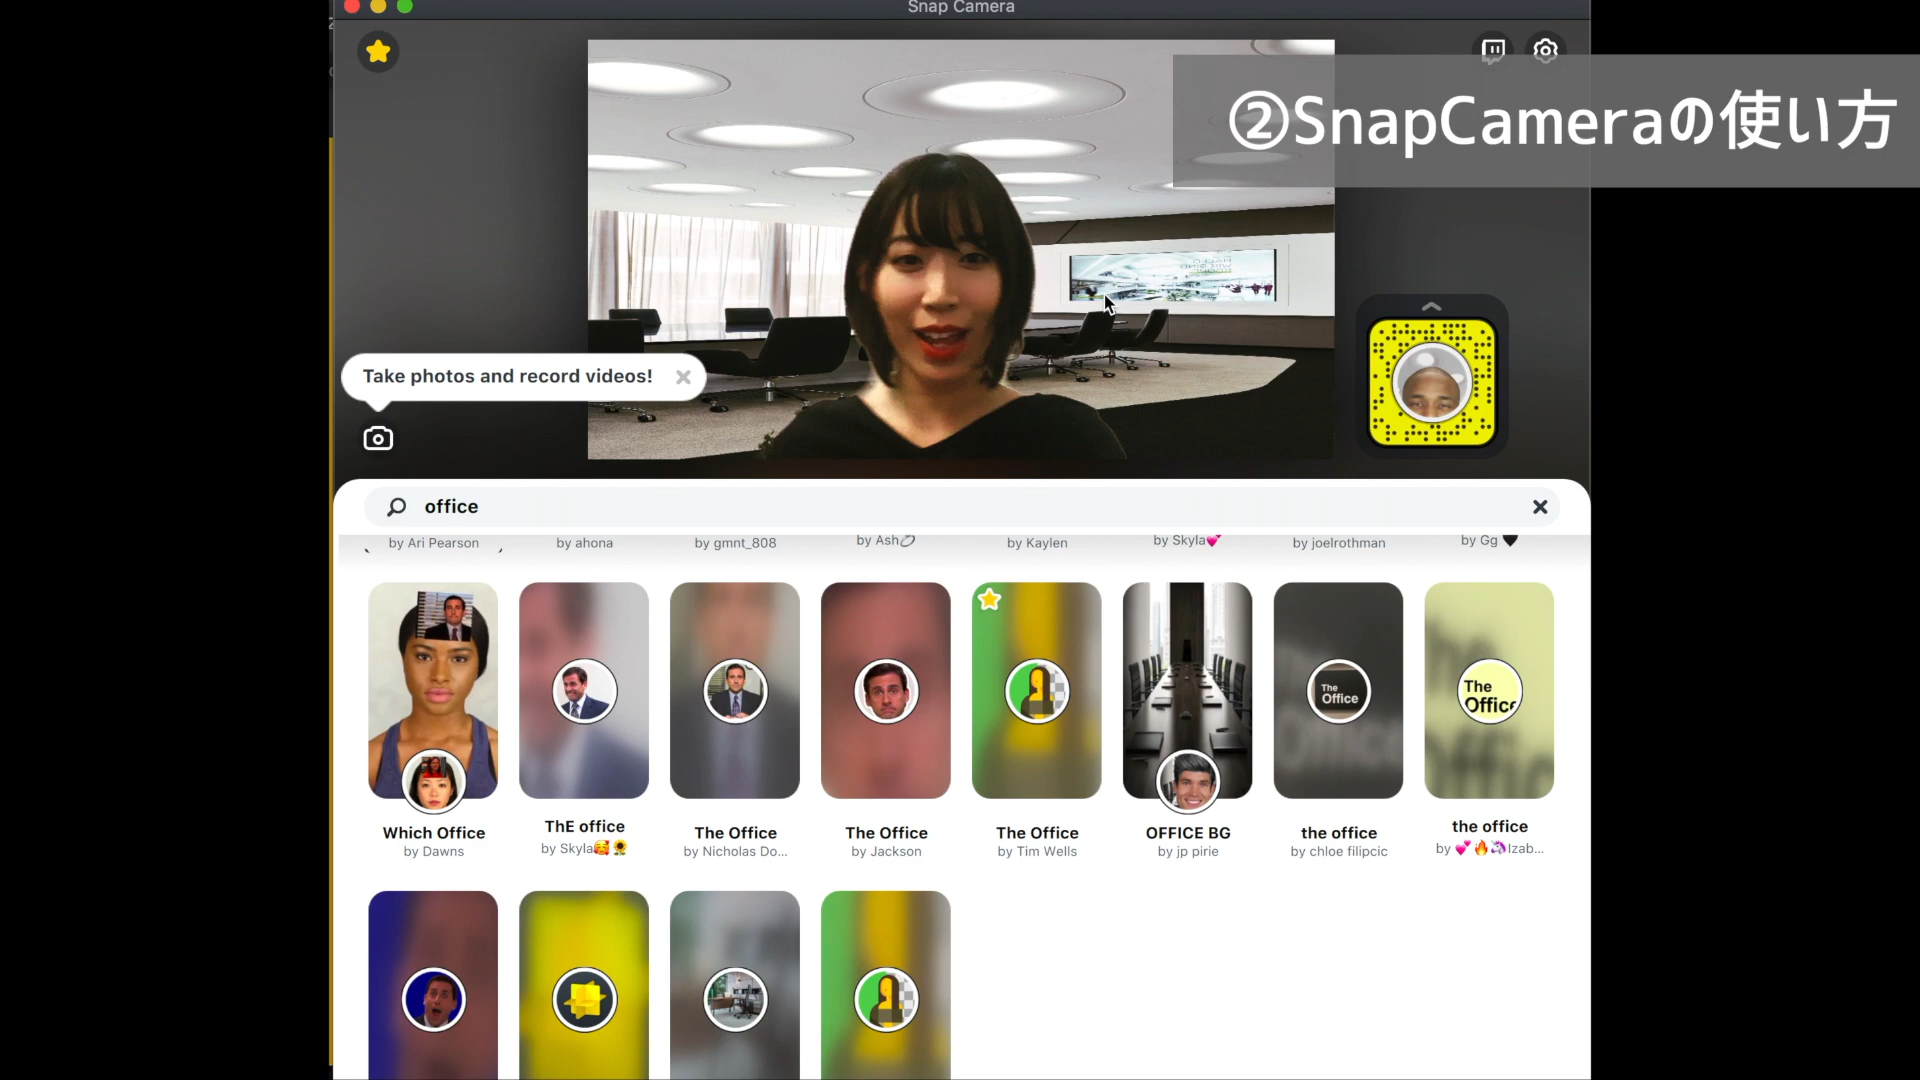 Snap Camera
②SnapCameraの使い方
Take photos and record videos!
office
by Ari Pearson
by ahona
by gmnt_808
by Ash
by Kaylen
by Skyla💕
by joelrothman
by Gg 🖤
The Office
The Office
Which Office
by Dawns
ThE office
by Skyla🥰🌻
The Office
by Nicholas Do...
The Office
by Jackson
The Office
by Tim Wells
OFFICE BG
by jp pirie
the office
by chloe filipcic
the office
by 💕🔥🦄Izab...